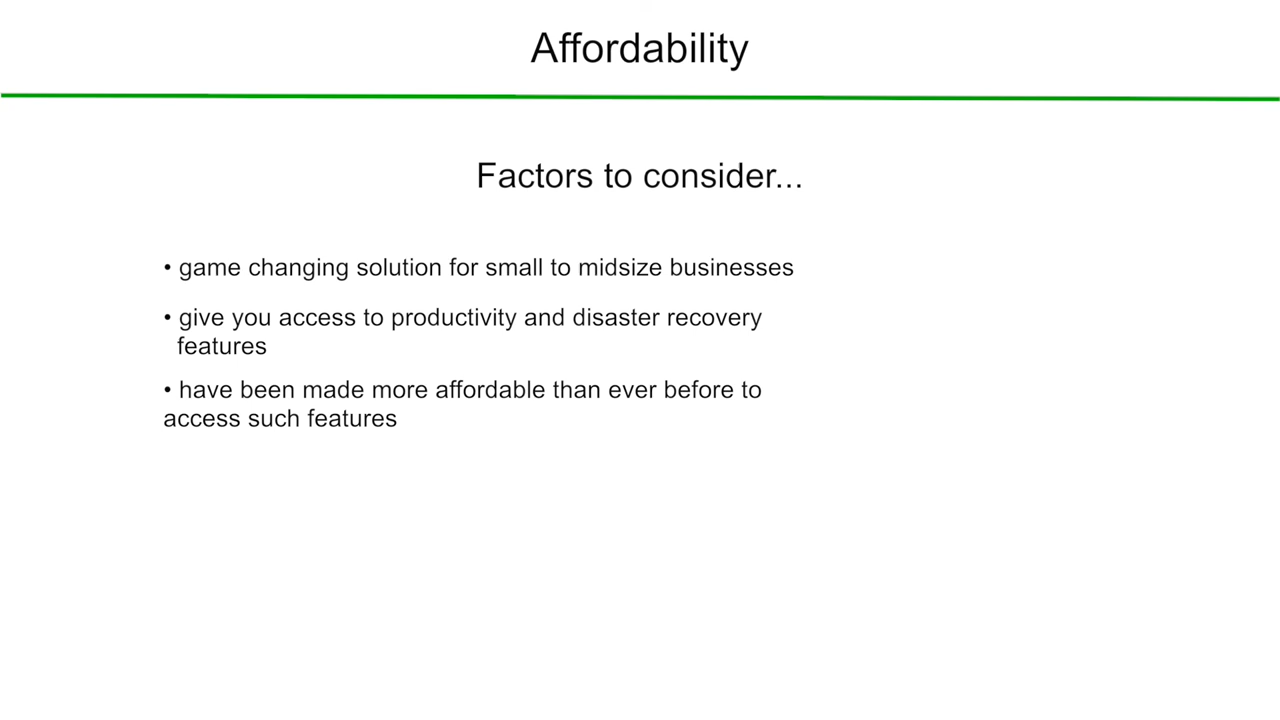 Affordability
Factors to consider...
• game changing solution for small to midsize businesses
• give you access to productivity and disaster recovery
features
• have been made more affordable than ever before to
access such features